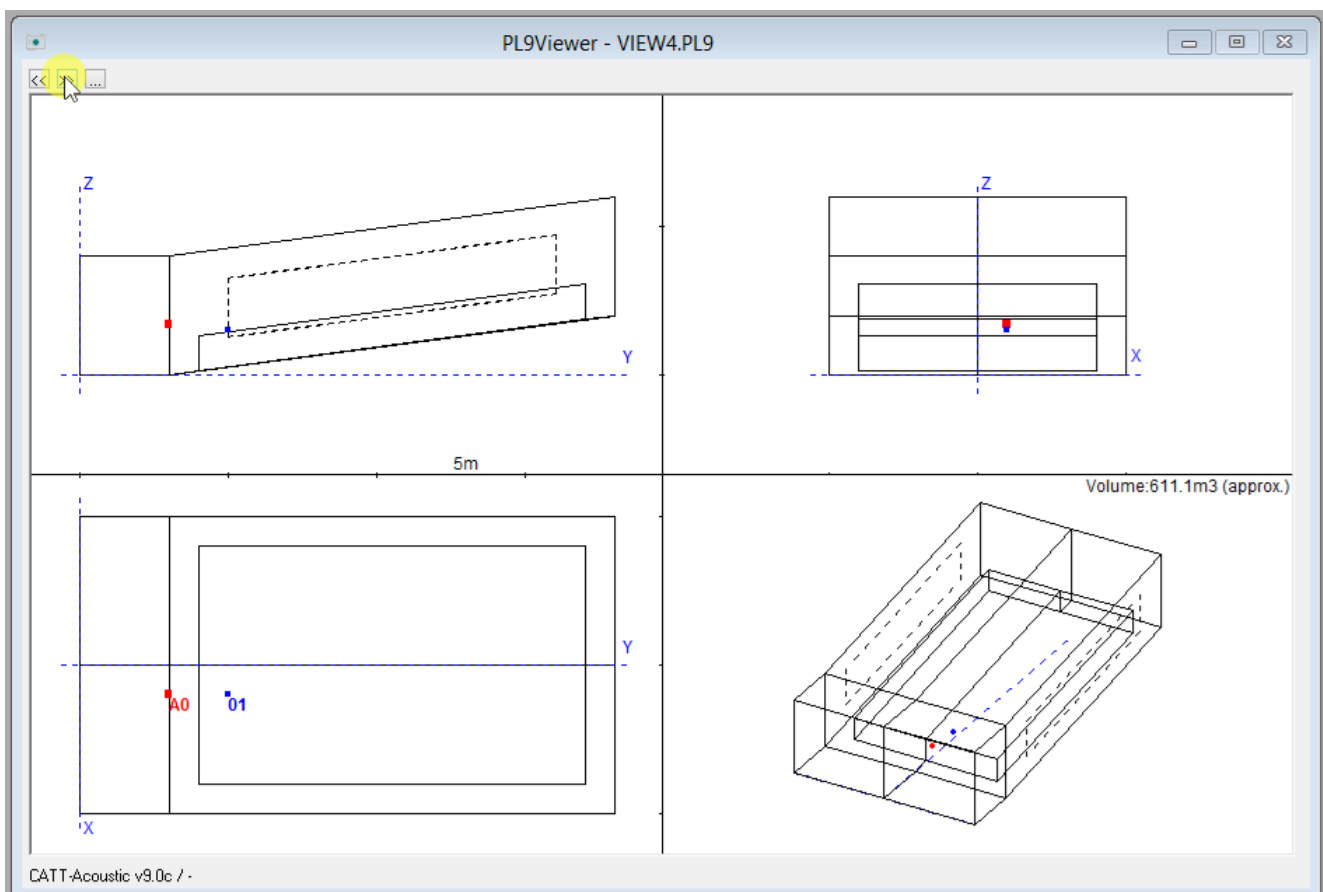 PL9Viewer - VIEW4.PL9
<< >> ...
Z
Y
Z
X
5m
Volume:611.1m3 (approx.)
Y
A0
01
X
CATT-Acoustic v9.0c / -